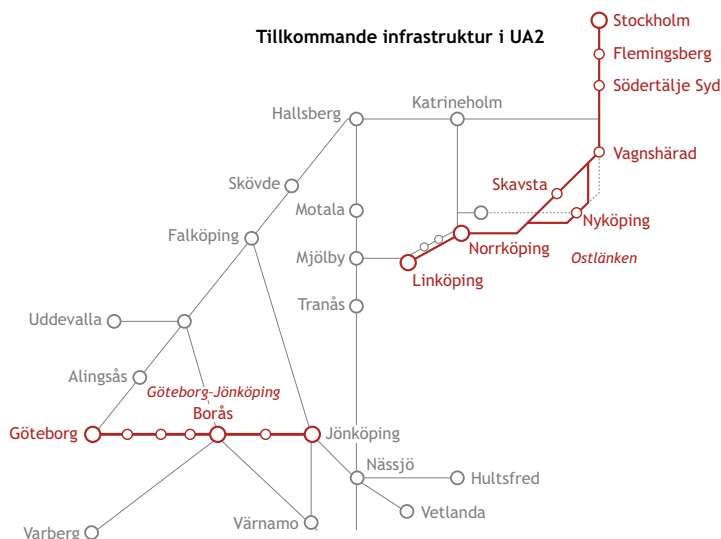 Tillkommande infrastruktur i UA2
Stockholm
Flemingsberg
Södertälje Syd
Katrineholm
Hallsberg
Vagnshärad
Skövde
Skavsta
Motala
Nyköping
Falköping
Norrköping
Mjölby
Ostlänken
Linköping
Tranås
Uddevalla
Alingsås
Göteborg-Jönköping
Borås
Göteborg
Jönköping
Nässjö
Hultsfred
Vetlanda
Värnamo
Varberg